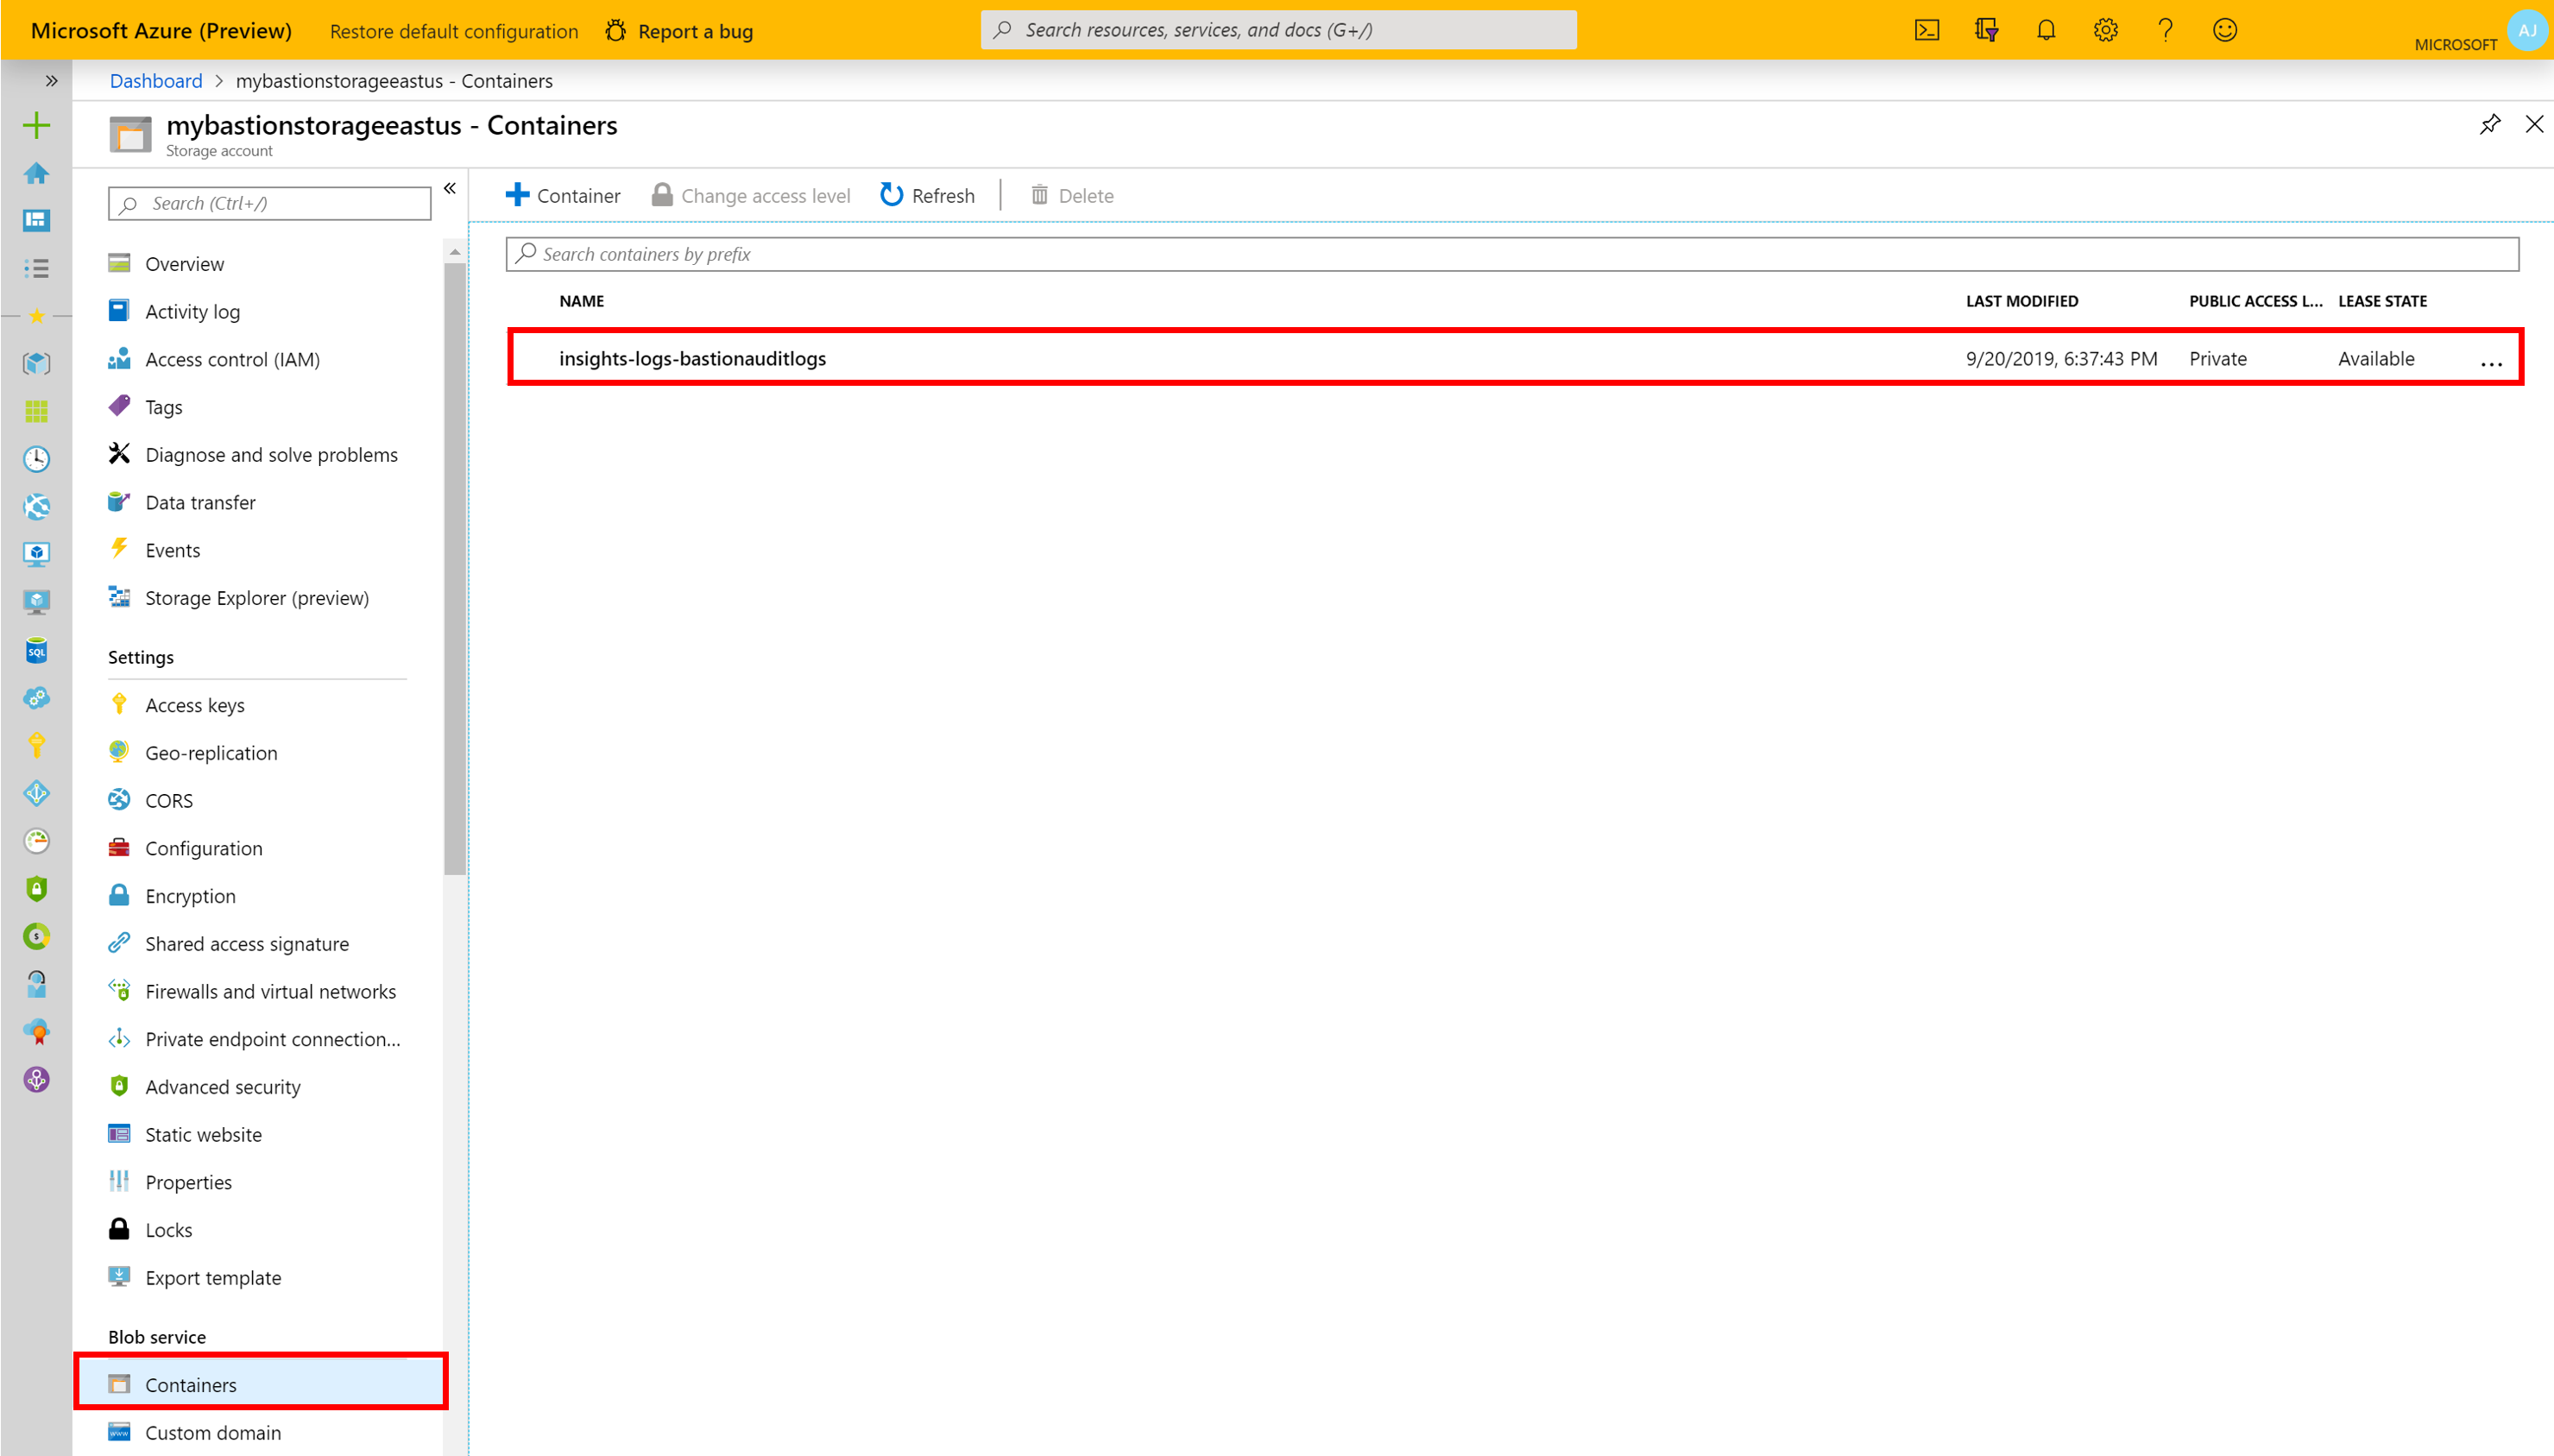 Microsoft Azure (Preview) Restore default configuration Report a bug Search resources, services, and docs (G+/) MICROSOFT AJ
Dashboard > mybastionstorageeastus - Containers
mybastionstorageeastus - Containers
Storage account
Search (Ctrl+/)
Overview
Activity log
Access control (IAM)
Tags
Diagnose and solve problems
Data transfer
Events
Storage Explorer (preview)
Settings
Access keys
Geo-replication
CORS
Configuration
Encryption
Shared access signature
Firewalls and virtual networks
Private endpoint connection...
Advanced security
Static website
Properties
Locks
Export template
Blob service
Containers
Custom domain
Container Change access level Refresh Delete
Search containers by prefix
NAME LAST MODIFIED PUBLIC ACCESS L... LEASE STATE
insights-logs-bastionauditlogs 9/20/2019, 6:37:43 PM Private Available ...
SQL